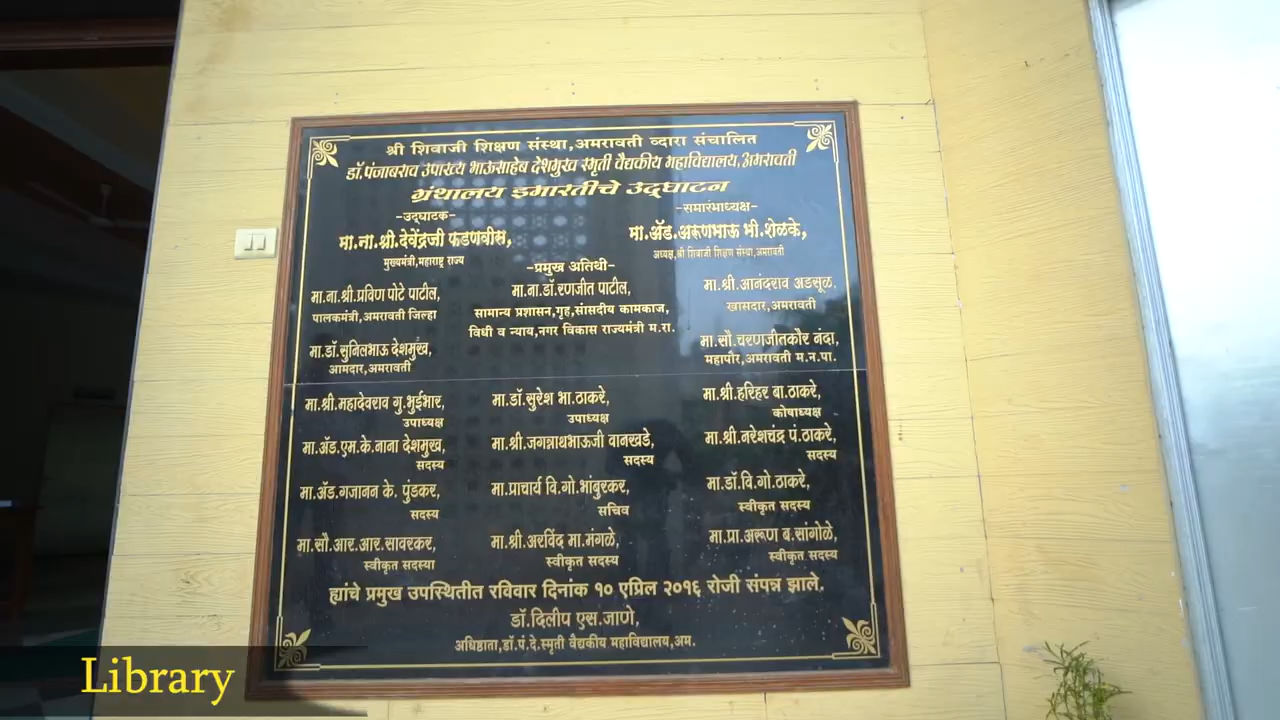 श्री शिवाजी शिक्षण संस्था,अमरावती व्दारा संचालित
डॉ.पंजाबराव उपाख्य भाऊसाहेब देशमुख स्मृती वैद्यकीय महाविद्यालय,अमरावती
ग्रंथालय इमारतीचे उद्घाटन
-उद्घाटक-
-समारंभाध्यक्ष-
मा.ना.श्री.देवेंद्रजी फडणवीस,
मुख्यमंत्री,महाराष्ट्र राज्य
मा.ॲड.अरुणभाऊ भी.शेळके,
अध्यक्ष,श्री शिवाजी शिक्षण संस्था,अमरावती
-प्रमुख अतिथी-
मा.ना.श्री.प्रविण पोटे पाटील,
पालकमंत्री,अमरावती जिल्हा
मा.ना.डॉ.रणजीत पाटील,
सामान्य प्रशासन,गृह,सांसदीय कामकाज,
विधी व न्याय,नगर विकास राज्यमंत्री म.रा.
मा.श्री.आनंदराव अडसूळ,
खासदार,अमरावती
मा.डॉ.सुनिलभाऊ देशमुख,
आमदार,अमरावती
मा.सौ.चरणजीतकौर नंदा,
महापौर,अमरावती म.न.पा.
मा.श्री.महादेवराव गु.भुईभार,
उपाध्यक्ष
मा.डॉ.सुरेश भा.ठाकरे,
उपाध्यक्ष
मा.श्री.हरिहर बा.ठाकरे,
कोषाध्यक्ष
मा.ॲड.एम.के.नाना देशमुख,
सदस्य
मा.श्री.जगन्नाथभाऊजी वानखडे,
सदस्य
मा.श्री.नरेशचंद्र पं.ठाकरे,
सदस्य
मा.ॲड.गजानन के. पुंडकर,
सदस्य
मा.प्राचार्य वि.गो.भांबुरकर,
सचिव
मा.डॉ.वि.गो.ठाकरे,
स्वीकृत सदस्य
मा.सौ.आर.आर.सावरकर,
स्वीकृत सदस्या
मा.श्री.अरविंद मा.मंगळे,
स्वीकृत सदस्य
मा.प्रा.अरूण ब.सांगोळे,
स्वीकृत सदस्य
ह्यांचे प्रमुख उपस्थितीत रविवार दिनांक १० एप्रिल २०१६ रोजी संपन्न झाले.
डॉ.दिलीप एस.जाणे,
अधिष्ठाता,डॉ.पं.दे.स्मृती वैद्यकीय महाविद्यालय,अम.
Library